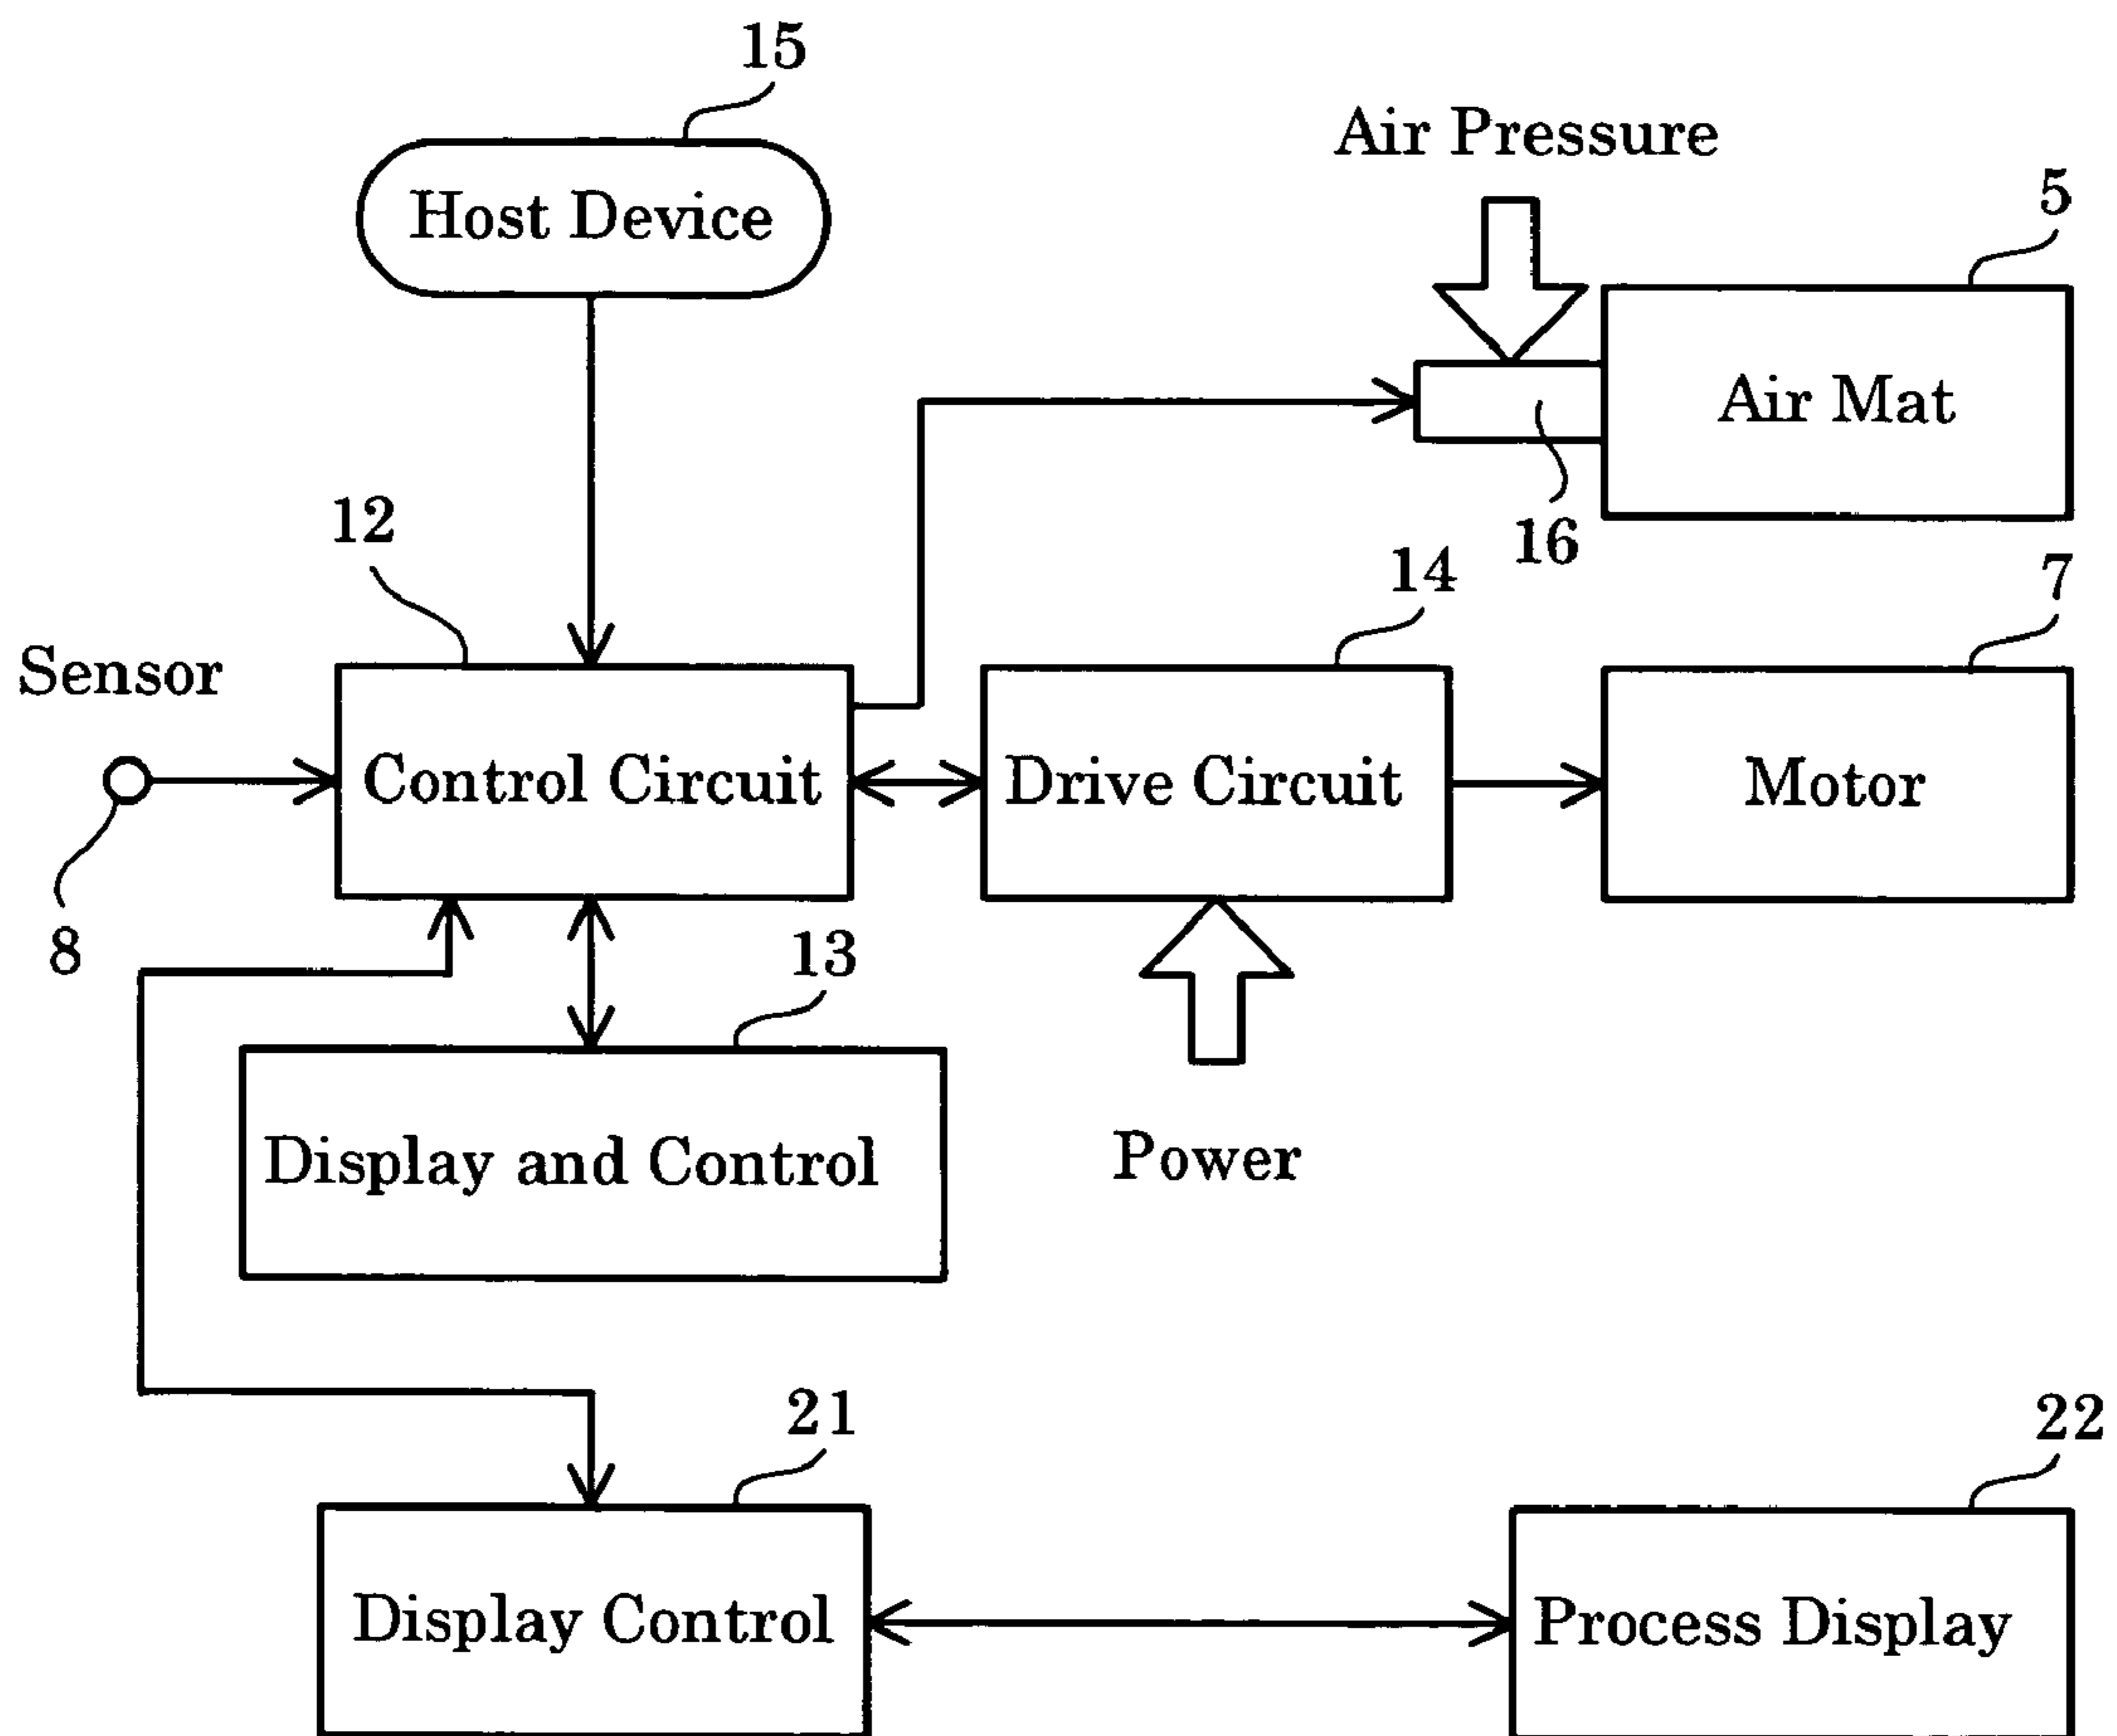 15
Host Device
Air Pressure
5
Air Mat
16
12
14
7
Sensor
Control Circuit
Drive Circuit
Motor
8
13
Display and Control
Power
21
22
Display Control
Process Display